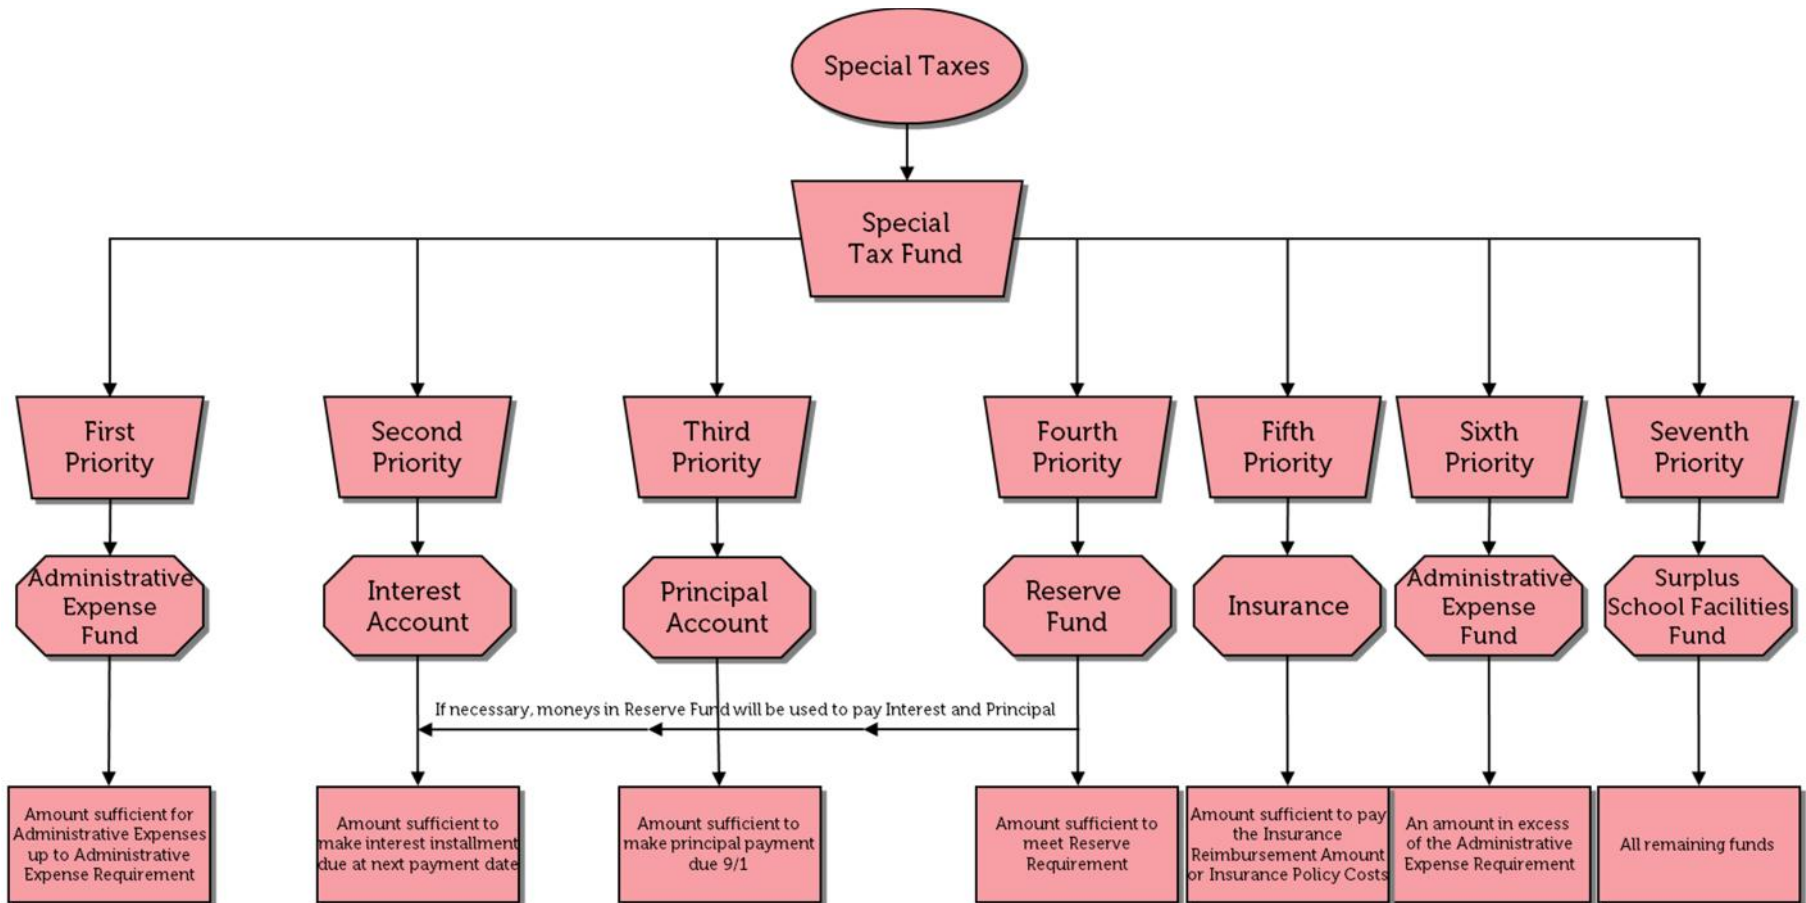 Special Taxes
Special
Tax Fund
First
Priority
Second
Priority
Third
Priority
Fourth
Priority
Fifth
Priority
Sixth
Priority
Seventh
Priority
Administrative
Expense
Fund
Interest
Account
Principal
Account
Reserve
Fund
Insurance
Administrative
Expense
Fund
Surplus
School Facilities
Fund
If necessary, moneys in Reserve Fund will be used to pay Interest and Principal
Amount sufficient for
Administrative Expenses
up to Administrative
Expense Requirement
Amount sufficient to
make interest installment
due at next payment date
Amount sufficient to
make principal payment
due 9/1
Amount sufficient to
meet Reserve
Requirement
Amount sufficient to pay
the Insurance
Reimbursement Amount
or Insurance Policy Costs
An amount in excess
of the Administrative
Expense Requirement
All remaining funds